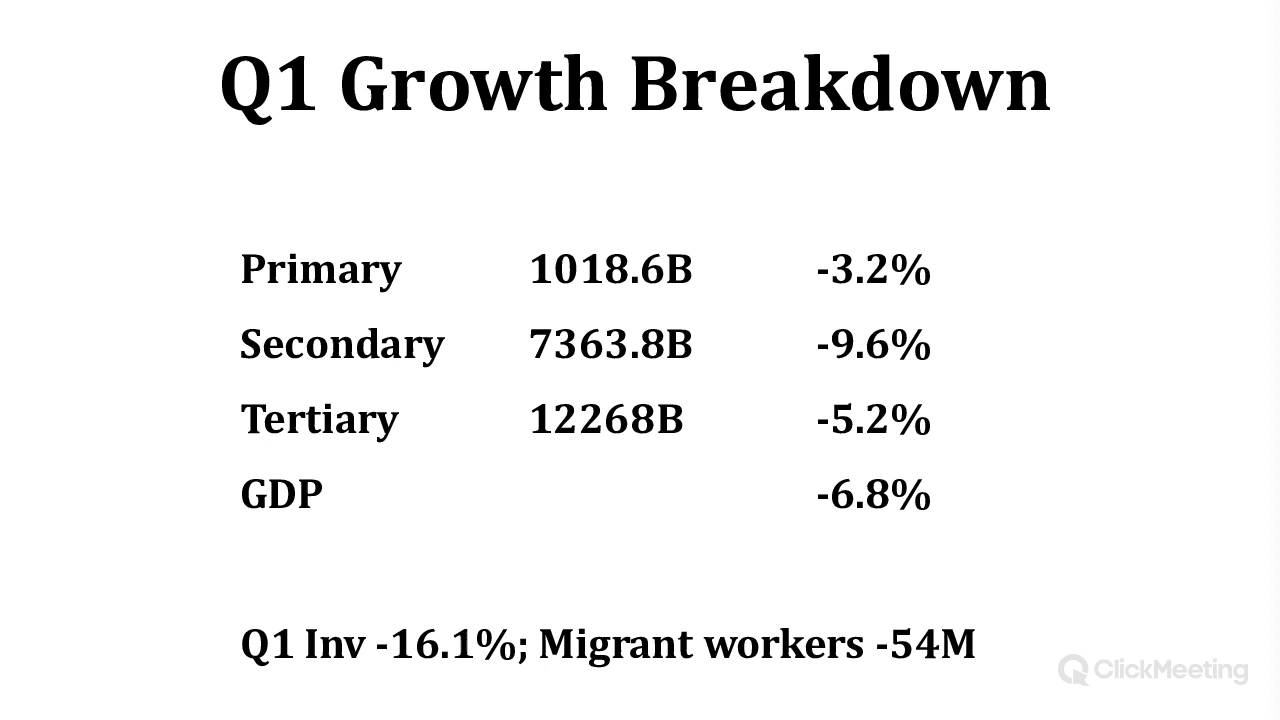 Q1 Growth Breakdown
Primary 1018.6B -3.2%
Secondary 7363.8B -9.6%
Tertiary 12268B -5.2%
GDP -6.8%
Q1 Inv -16.1%; Migrant workers -54M
ClickMeeting